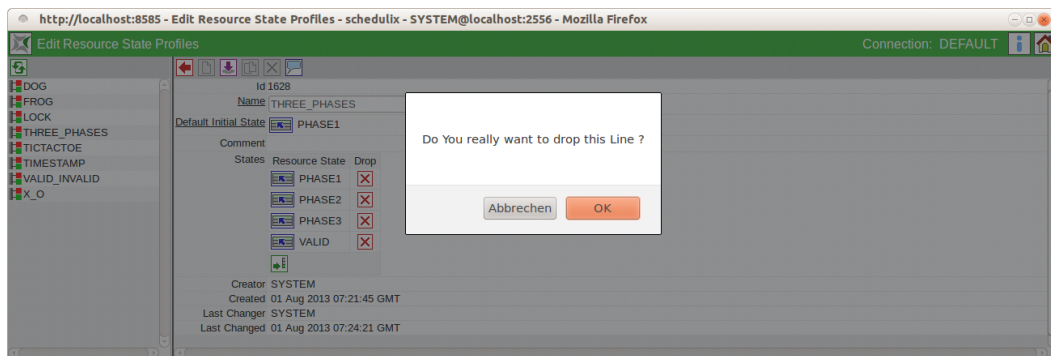 http://localhost:8585 - Edit Resource State Profiles - schedulix - SYSTEM@localhost:2556 - Mozilla Firefox
Edit Resource State Profiles
Connection: DEFAULT
DOG
FROG
LOCK
THREE_PHASES
TICTACTOE
TIMESTAMP
VALID_INVALID
X_O
Id 1628
Name THREE_PHASES
Default Initial State PHASE1
Comment
States Resource State Drop
PHASE1
PHASE2
PHASE3
VALID
Creator SYSTEM
Created 01 Aug 2013 07:21:45 GMT
Last Changer SYSTEM
Last Changed 01 Aug 2013 07:24:21 GMT
Do You really want to drop this Line ?
Abbrechen OK